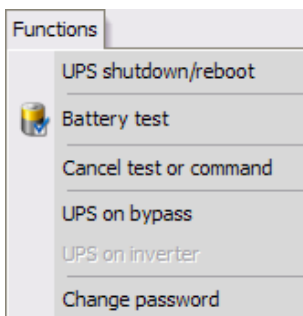 Functions
UPS shutdown/reboot
Battery test
Cancel test or command
UPS on bypass
UPS on inverter
Change password